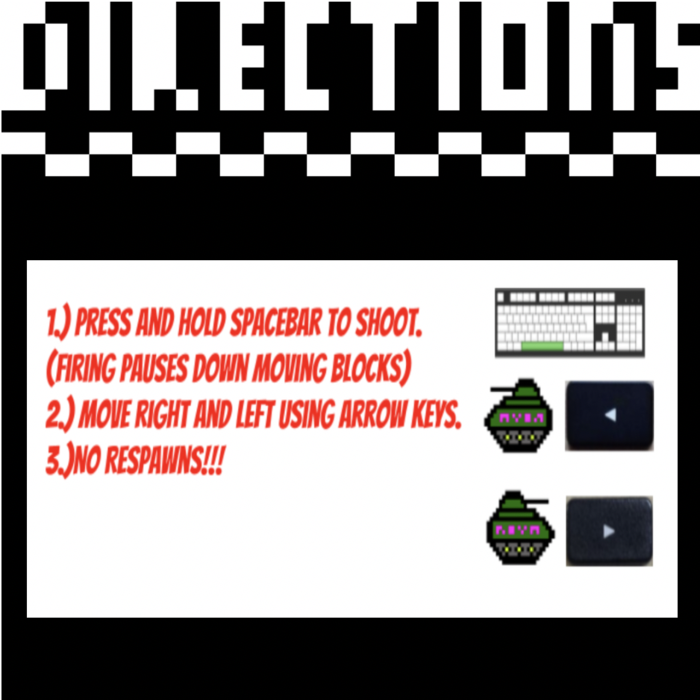 DIRECTIONS
1.) PRESS AND HOLD SPACEBAR TO SHOOT.
(FIRING PAUSES DOWN MOVING BLOCKS)
2.) MOVE RIGHT AND LEFT USING ARROW KEYS.
3.)NO RESPAWNS!!!